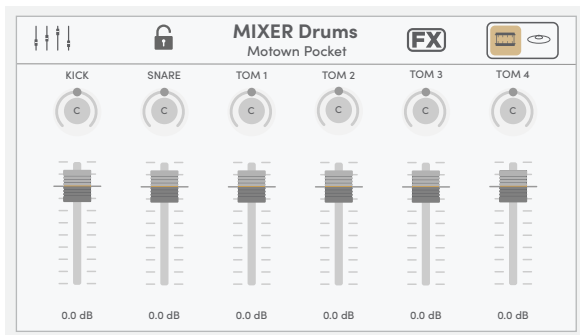 MIXER Drums
Motown Pocket
FX
KICK SNARE TOM 1 TOM 2 TOM 3 TOM 4
C C C C C C
0.0 dB 0.0 dB 0.0 dB 0.0 dB 0.0 dB 0.0 dB